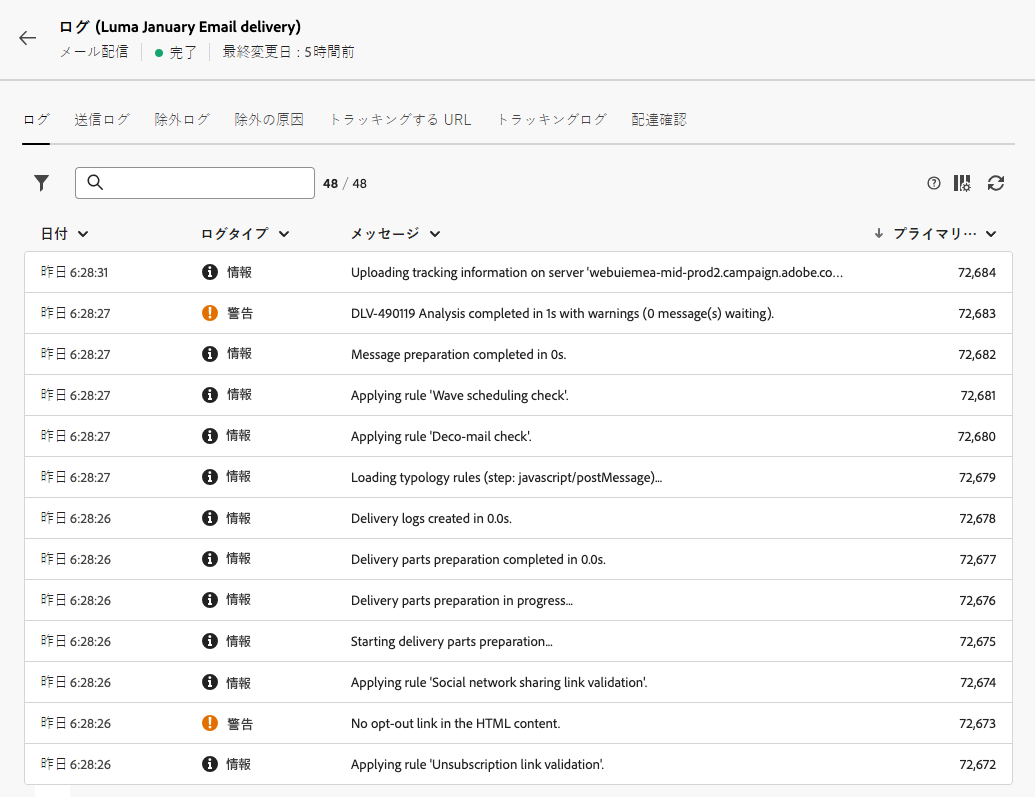 ログ (Luma January Email delivery)
メール配信 完了 最終変更日 : 5時間前
ログ 送信ログ 除外ログ 除外の原因 トラッキングする URL トラッキングログ 配達確認
48 / 48
日付 ログタイプ メッセージ プライマリ…
昨日 6:28:31 情報 Uploading tracking information on server 'webuiemea-mid-prod2.campaign.adobe.co… 72,684
昨日 6:28:27 警告 DLV-490119 Analysis completed in 1s with warnings (0 message(s) waiting). 72,683
昨日 6:28:27 情報 Message preparation completed in 0s. 72,682
昨日 6:28:27 情報 Applying rule 'Wave scheduling check'. 72,681
昨日 6:28:27 情報 Applying rule 'Deco-mail check'. 72,680
昨日 6:28:27 情報 Loading typology rules (step: javascript/postMessage)… 72,679
昨日 6:28:26 情報 Delivery logs created in 0.0s. 72,678
昨日 6:28:26 情報 Delivery parts preparation completed in 0.0s. 72,677
昨日 6:28:26 情報 Delivery parts preparation in progress… 72,676
昨日 6:28:26 情報 Starting delivery parts preparation… 72,675
昨日 6:28:26 情報 Applying rule 'Social network sharing link validation'. 72,674
昨日 6:28:26 警告 No opt-out link in the HTML content. 72,673
昨日 6:28:26 情報 Applying rule 'Unsubscription link validation'. 72,672